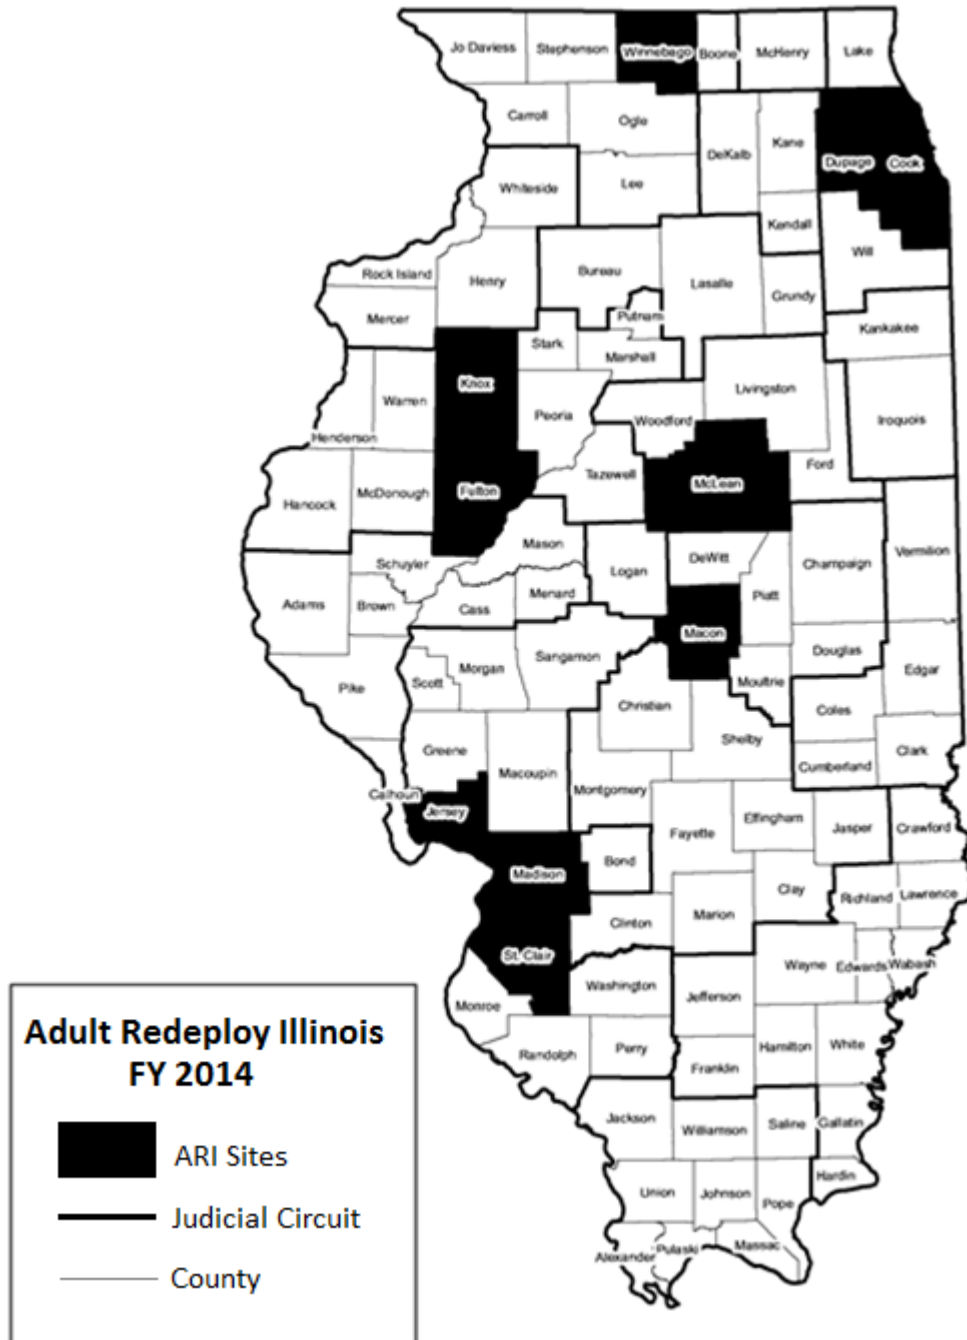 Jo Daviess
Stephenson
Winnebago
Boone
McHenry
Lake
Carroll
Ogle
DeKalb
Kane
Dupage
Cook
Whiteside
Lee
Kendall
Will
Rock Island
Henry
Bureau
Lasalle
Grundy
Mercer
Putnam
Kankakee
Stark
Marshall
Knox
Warren
Peoria
Woodford
Livingston
Iroquois
Henderson
Hancock
McDonough
Fulton
Tazewell
McLean
Ford
Schuyler
Mason
Logan
DeWitt
Champaign
Vermilion
Adams
Brown
Cass
Menard
Macon
Piatt
Douglas
Edgar
Pike
Scott
Morgan
Sangamon
Christian
Moultrie
Coles
Shelby
Clark
Cumberland
Greene
Macoupin
Montgomery
Calhoun
Jersey
Fayette
Effingham
Jasper
Crawford
Madison
Bond
Clay
Richland
Lawrence
Clinton
Marion
St. Clair
Wayne
Edwards
Wabash
Monroe
Washington
Jefferson
Randolph
Perry
Franklin
Hamilton
White
Jackson
Williamson
Saline
Gallatin
Union
Johnson
Pope
Hardin
Alexander
Pulaski
Massac
Adult Redeploy Illinois
FY 2014
ARI Sites
Judicial Circuit
County